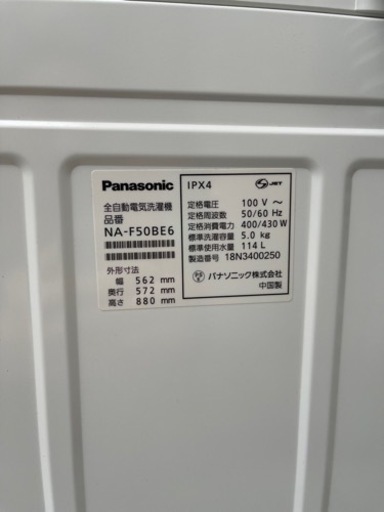 Panasonic
全自動電気洗濯機
品番
NA-F50BE6
外形寸法
幅 562 mm
奥行 572 mm
高さ 880 mm
IPX4
JET
定格電圧 100 V ～
定格周波数 50/60 Hz
定格消費電力 400/430 W
標準洗濯容量 5.0 kg
標準使用水量 114 L
製造番号 18N3400250
パナソニック株式会社
中国製